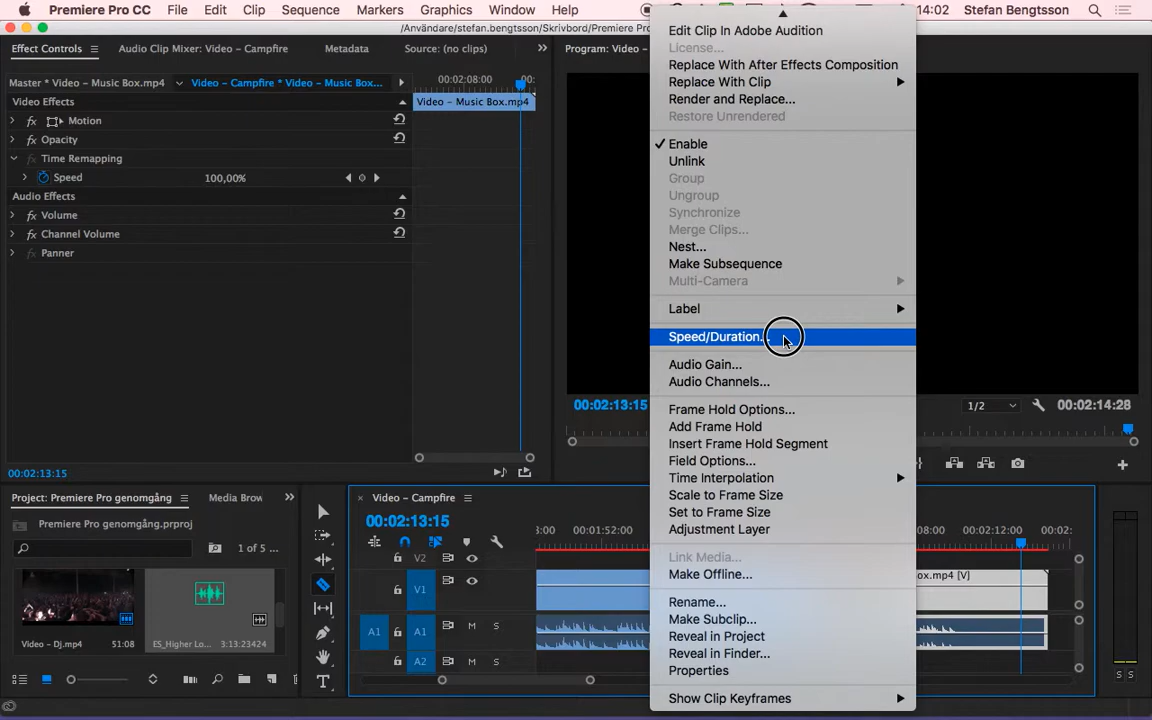 Premiere Pro CC File Edit Clip Sequence Markers Graphics Window Help 14:02 Stefan Bengtsson
/Användare/stefan.bengtsson/Skrivbord/Premiere Pro
Effect Controls Audio Clip Mixer: Video – Campfire Metadata Source: (no clips) Program: Video –
Master * Video – Music Box.mp4 Video – Campfire * Video – Music Box... 00:02:08:00 00:
Video Effects Video – Music Box.mp4
fx Motion
fx Opacity
Time Remapping
Speed 100,00%
Audio Effects
fx Volume
fx Channel Volume
Panner
00:02:13:15
Edit Clip In Adobe Audition
License...
Replace With After Effects Composition
Replace With Clip
Render and Replace...
Restore Unrendered
Enable
Unlink
Group
Ungroup
Synchronize
Merge Clips...
Nest...
Make Subsequence
Multi-Camera
Label
Speed/Duration...
Audio Gain...
Audio Channels...
Frame Hold Options...
Add Frame Hold
Insert Frame Hold Segment
Field Options...
Time Interpolation
Scale to Frame Size
Set to Frame Size
Adjustment Layer
Link Media...
Make Offline...
Rename...
Make Subclip...
Reveal in Project
Reveal in Finder...
Properties
Show Clip Keyframes
00:02:13:15 1/2 00:02:14:28
Project: Premiere Pro genomgång Media Brow
Premiere Pro genomgång.prproj
1 of 5 ...
Video – Dj.mp4 51:08 ES_Higher Lo... 3:13:23424
Video – Campfire
00:02:13:15 3:00 00:01:52:00 08:00 00:02:12:00 00:02:
V2
V1 V1 ox.mp4 [V]
A1 A1 M S
A2 M S
S S